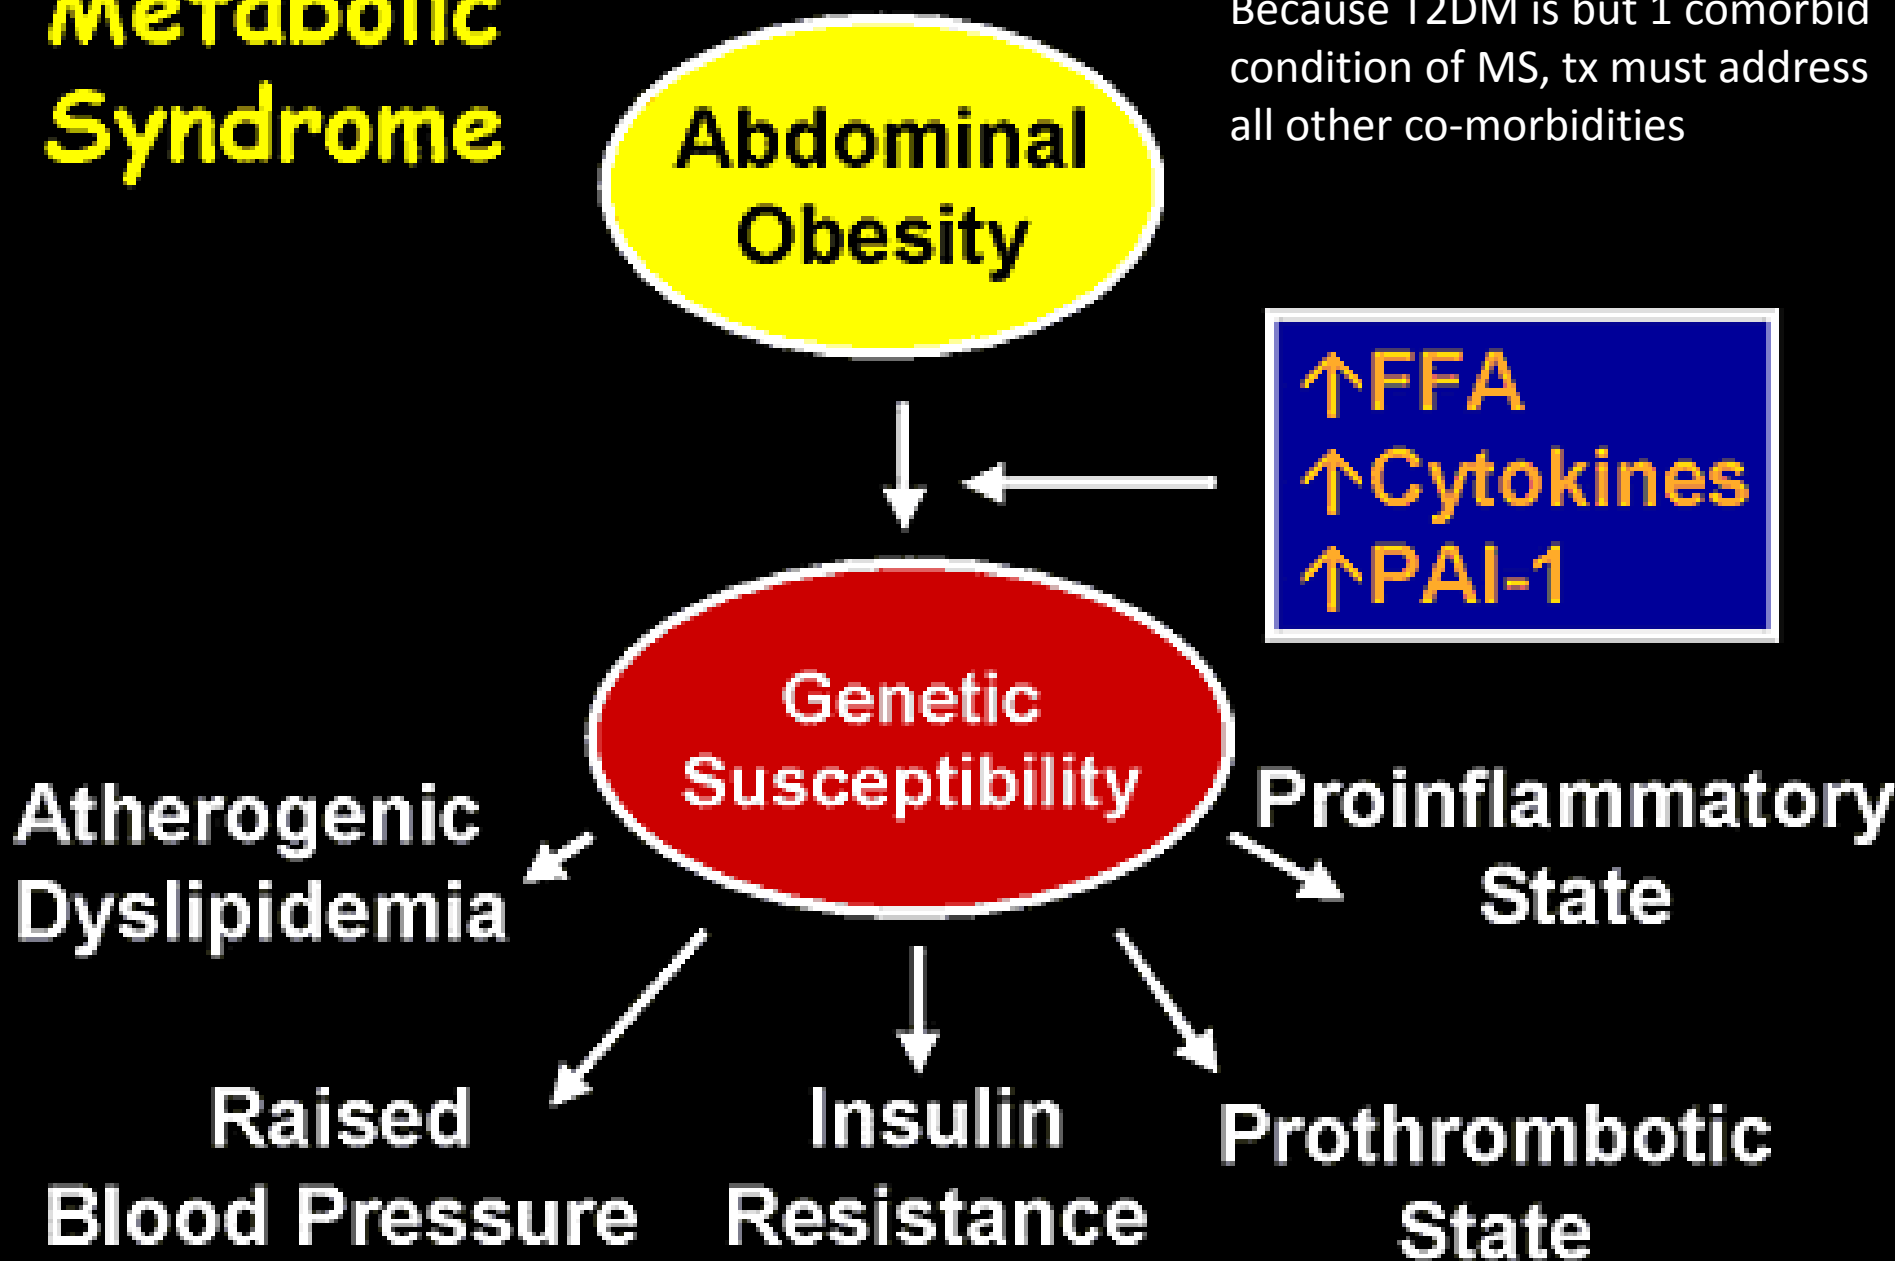 Metabolic
Syndrome
Because T2DM is but 1 comorbid
condition of MS, tx must address
all other co-morbidities
Abdominal
Obesity
↑FFA
↑Cytokines
↑PAI-1
Genetic
Susceptibility
Atherogenic
Dyslipidemia
Proinflammatory
State
Raised
Blood Pressure
Insulin
Resistance
Prothrombotic
State